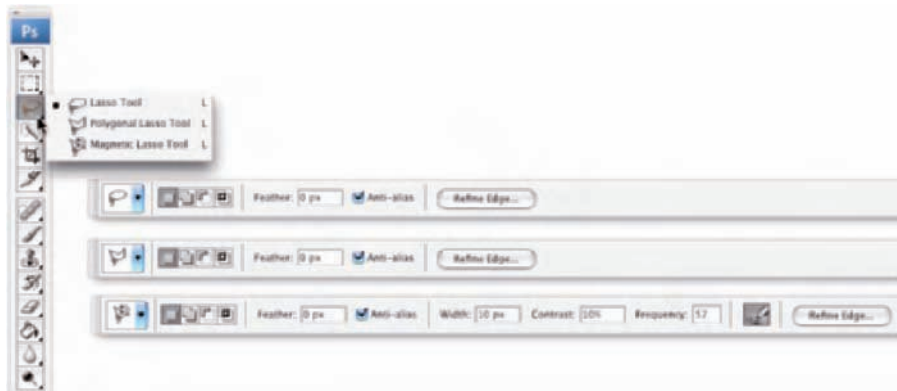 Ps
Lasso Tool L
Polygonal Lasso Tool L
Magnetic Lasso Tool L
Feather: 0 px Anti-alias Refine Edge...
Feather: 0 px Anti-alias Refine Edge...
Feather: 0 px Anti-alias Width: 10 px Contrast: 10% Frequency: 57 Refine Edge...